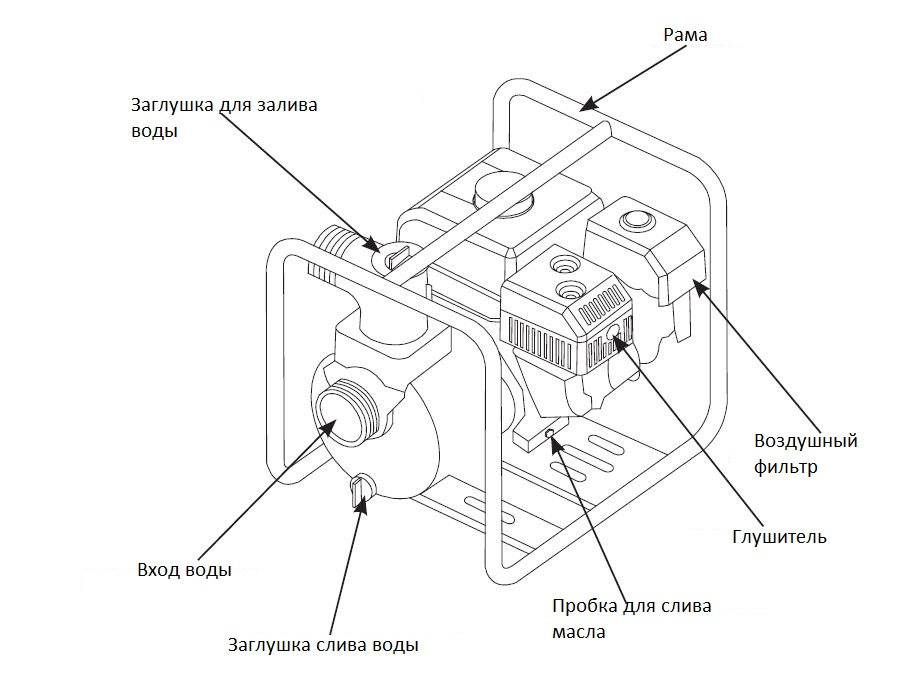 Рама
Заглушка для залива
воды
Воздушный
фильтр
Глушитель
Вход воды
Пробка для слива
масла
Заглушка слива воды